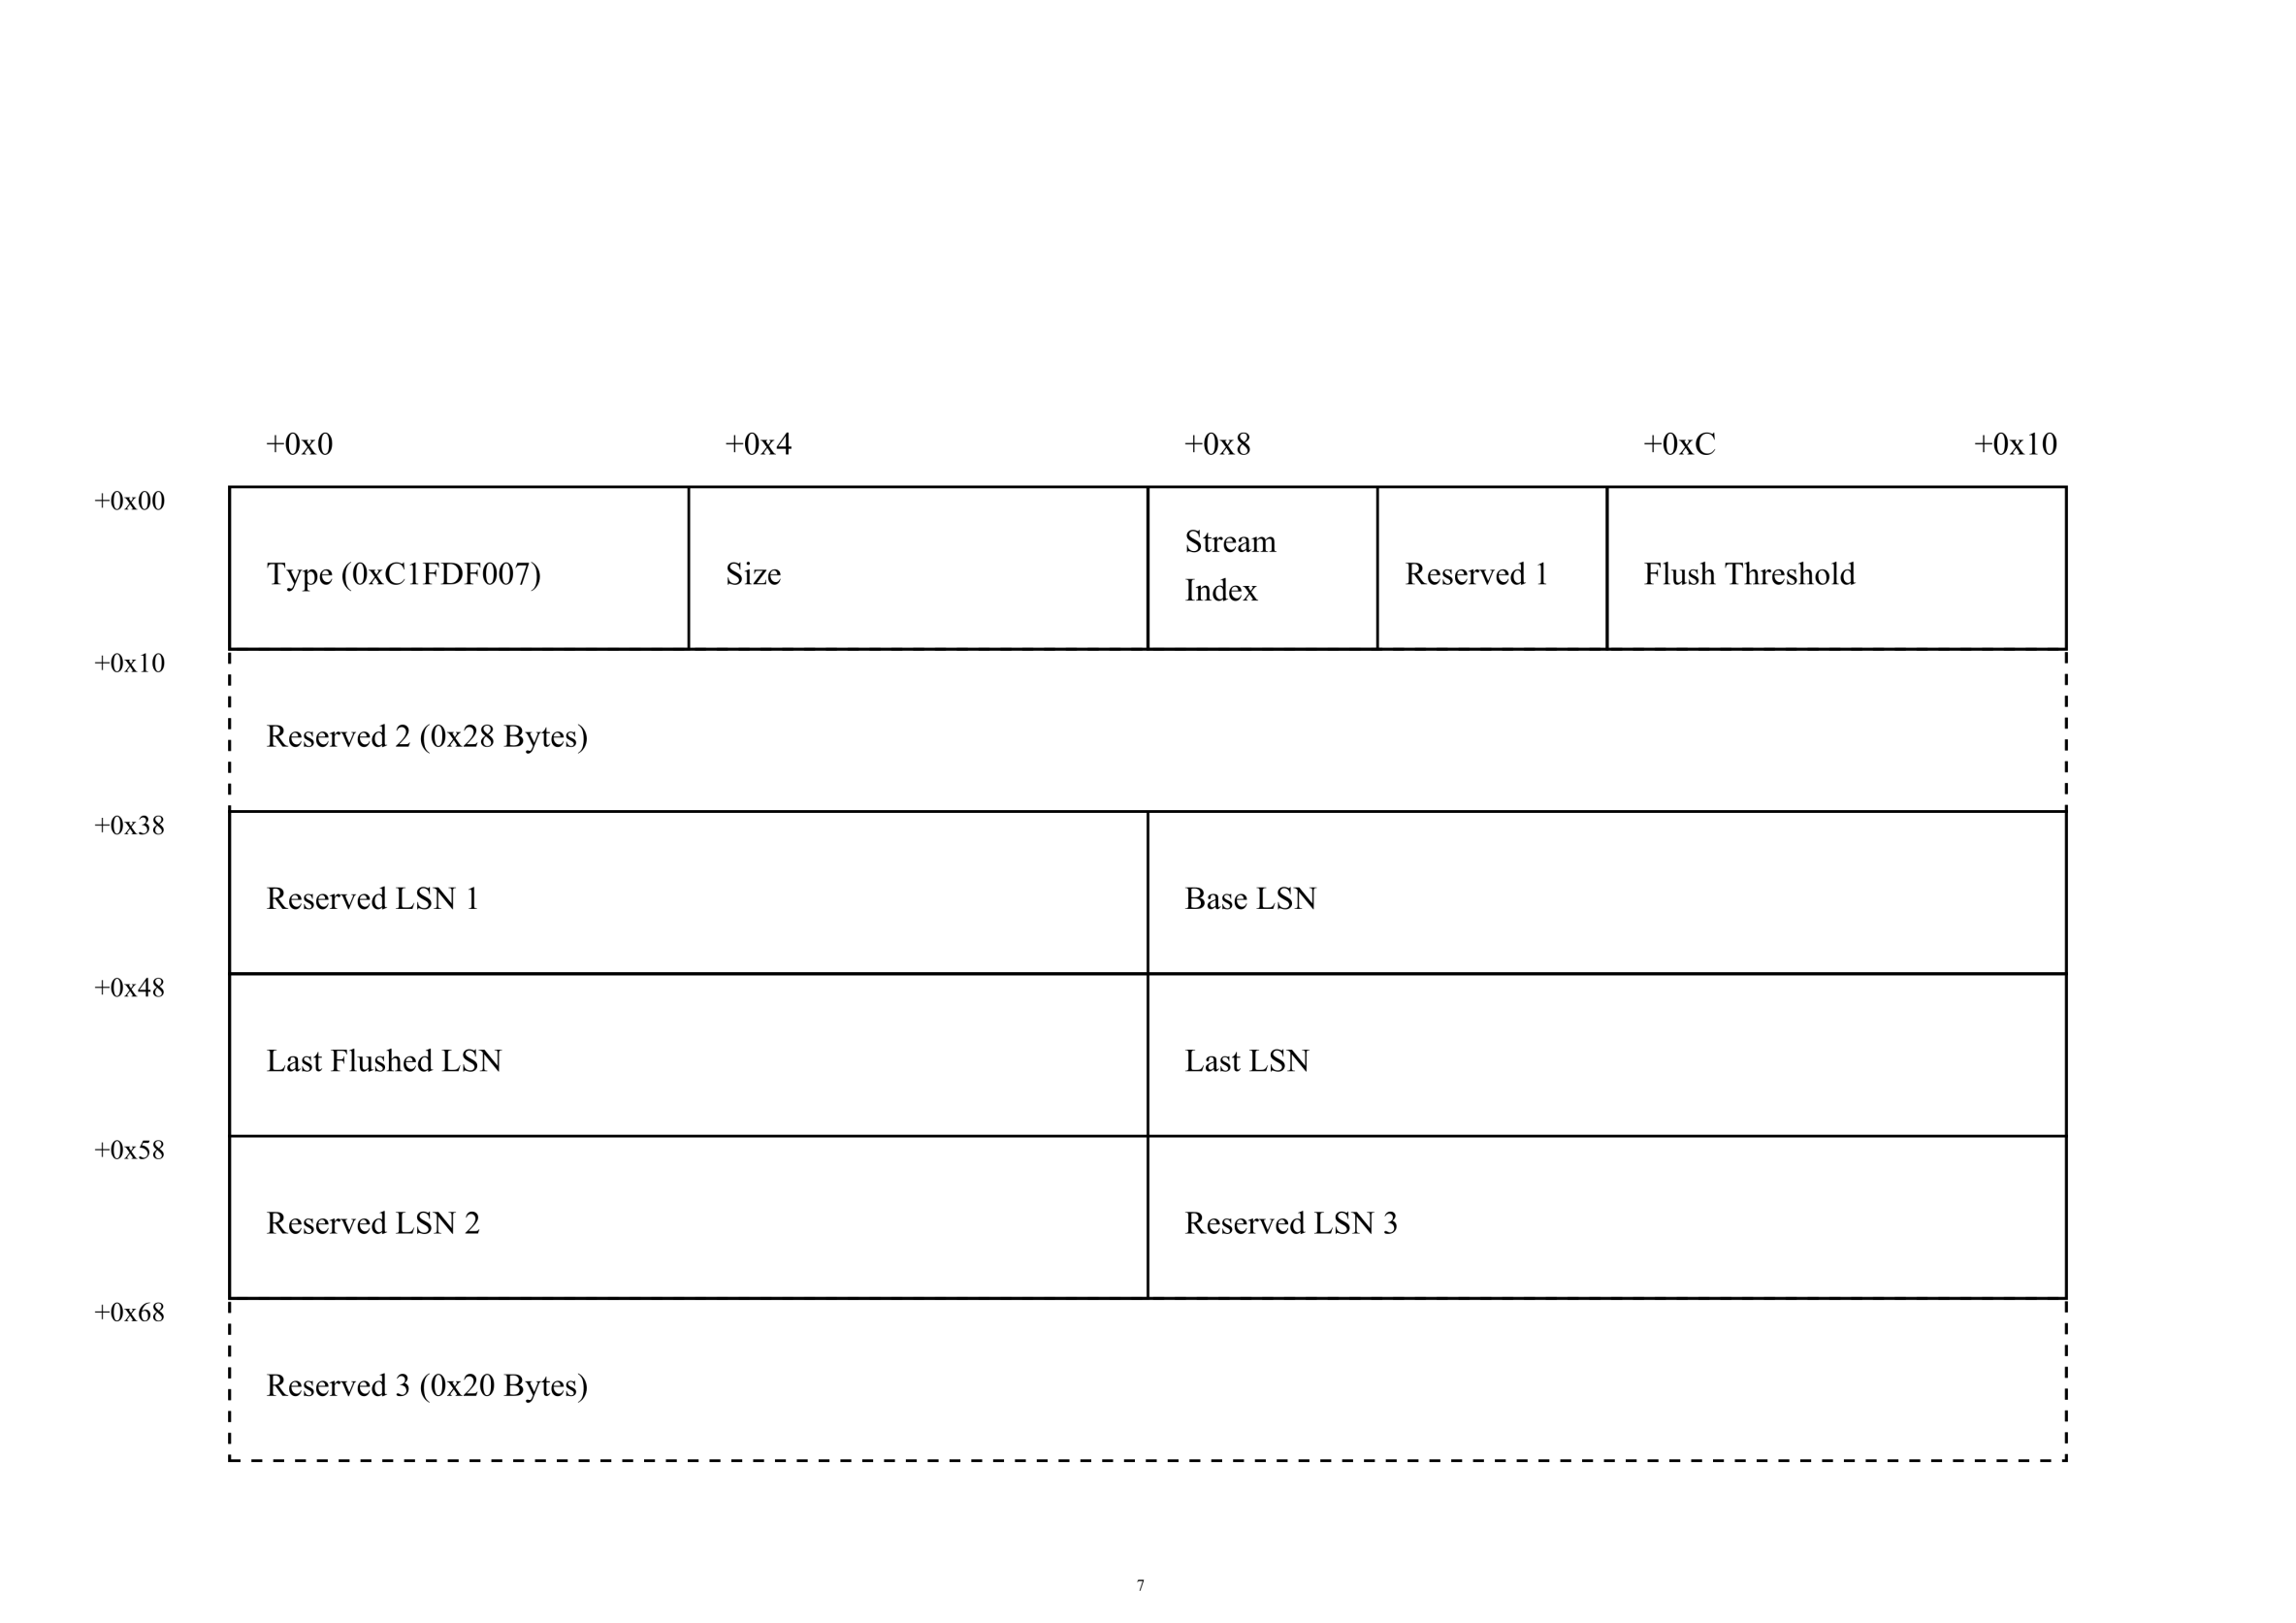 +0x0 +0x4 +0x8 +0xC +0x10
+0x00
Type (0xC1FDF007) Size Stream Index Reserved 1 Flush Threshold
+0x10
Reserved 2 (0x28 Bytes)
+0x38
Reserved LSN 1 Base LSN
+0x48
Last Flushed LSN Last LSN
+0x58
Reserved LSN 2 Reserved LSN 3
+0x68
Reserved 3 (0x20 Bytes)
7